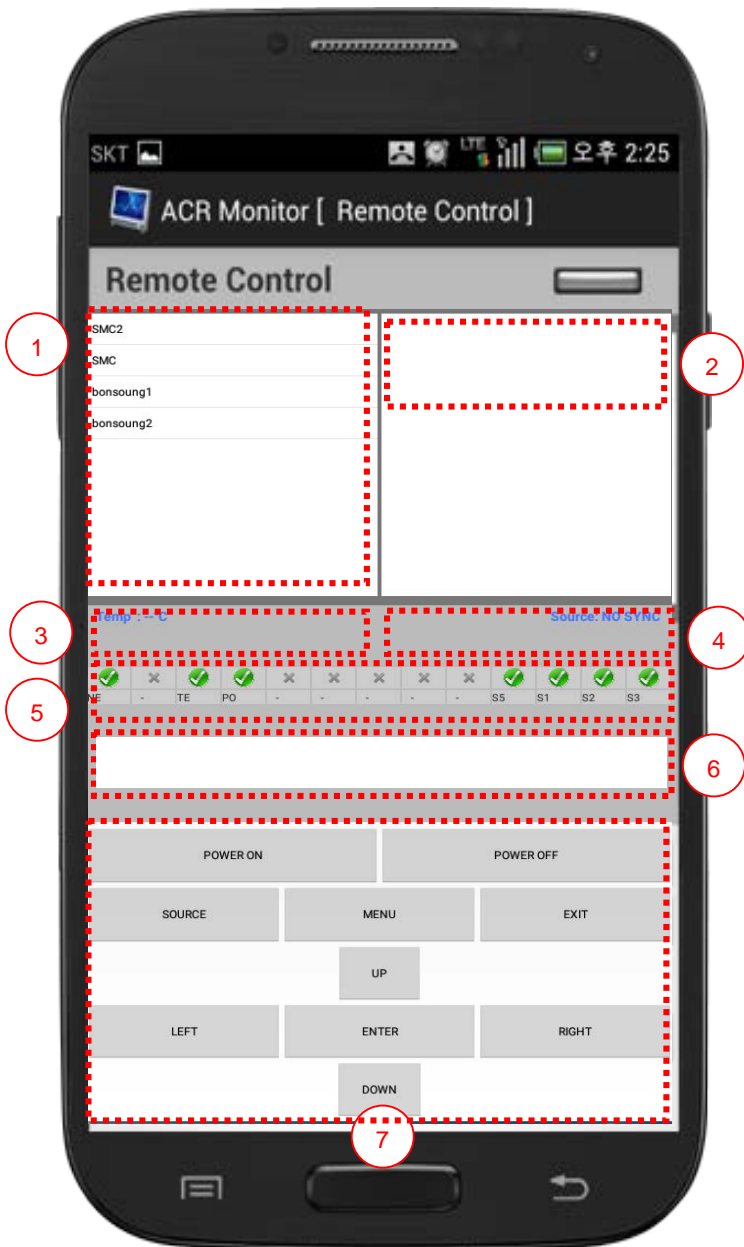 SKT LTE 오후 2:25
ACR Monitor [ Remote Control ]
Remote Control
1
SMC2
SMC
bonsoung1
bonsoung2
2
3
Temp : -- C
Source: NO SYNC
4
5
NE - TE PO - - - - - S5 S1 S2 S3
6
POWER ON POWER OFF
SOURCE MENU EXIT
UP
LEFT ENTER RIGHT
DOWN
7